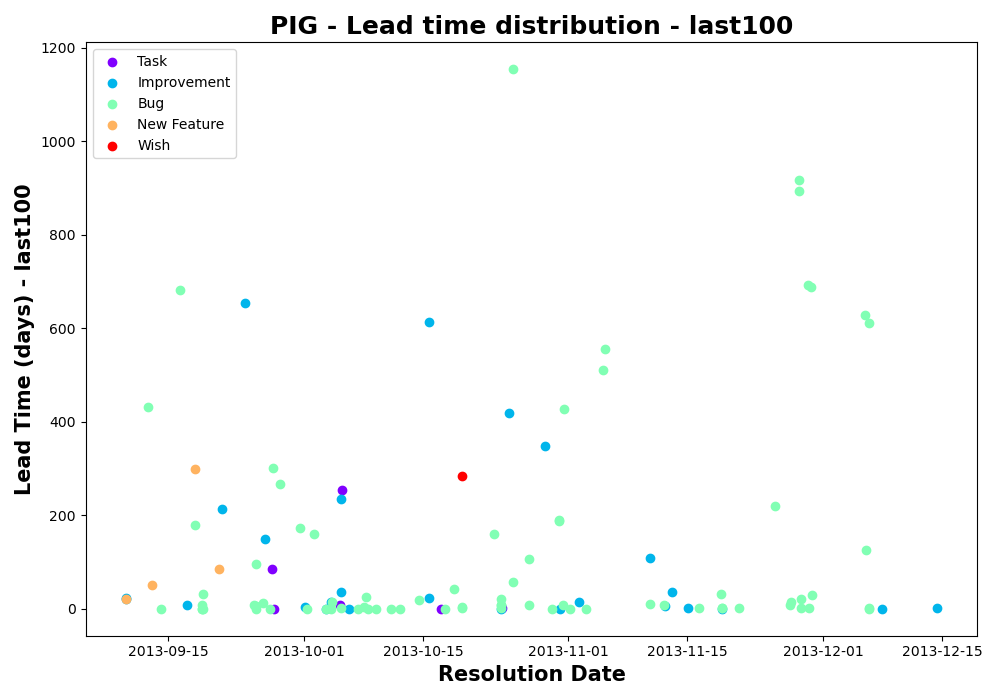 PIG - Lead time distribution - last100
Task
Improvement
Bug
New Feature
Wish
Lead Time (days) - last100
1200
1000
800
600
400
200
0
2013-09-15
2013-10-01
2013-10-15
2013-11-01
2013-11-15
2013-12-01
2013-12-15
Resolution Date